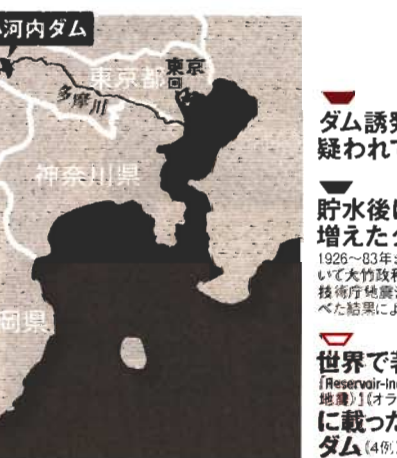 河内ダム
東京都
東京
多摩川
神奈川県
岡県
ダム誘発
疑われて
貯水後に
増えたダ
1926〜83年
いて大竹政和
技術庁地震
べた結果によ
世界で著
「Reservoir-in
地震)」(オラ
に載った
ダム(4例)